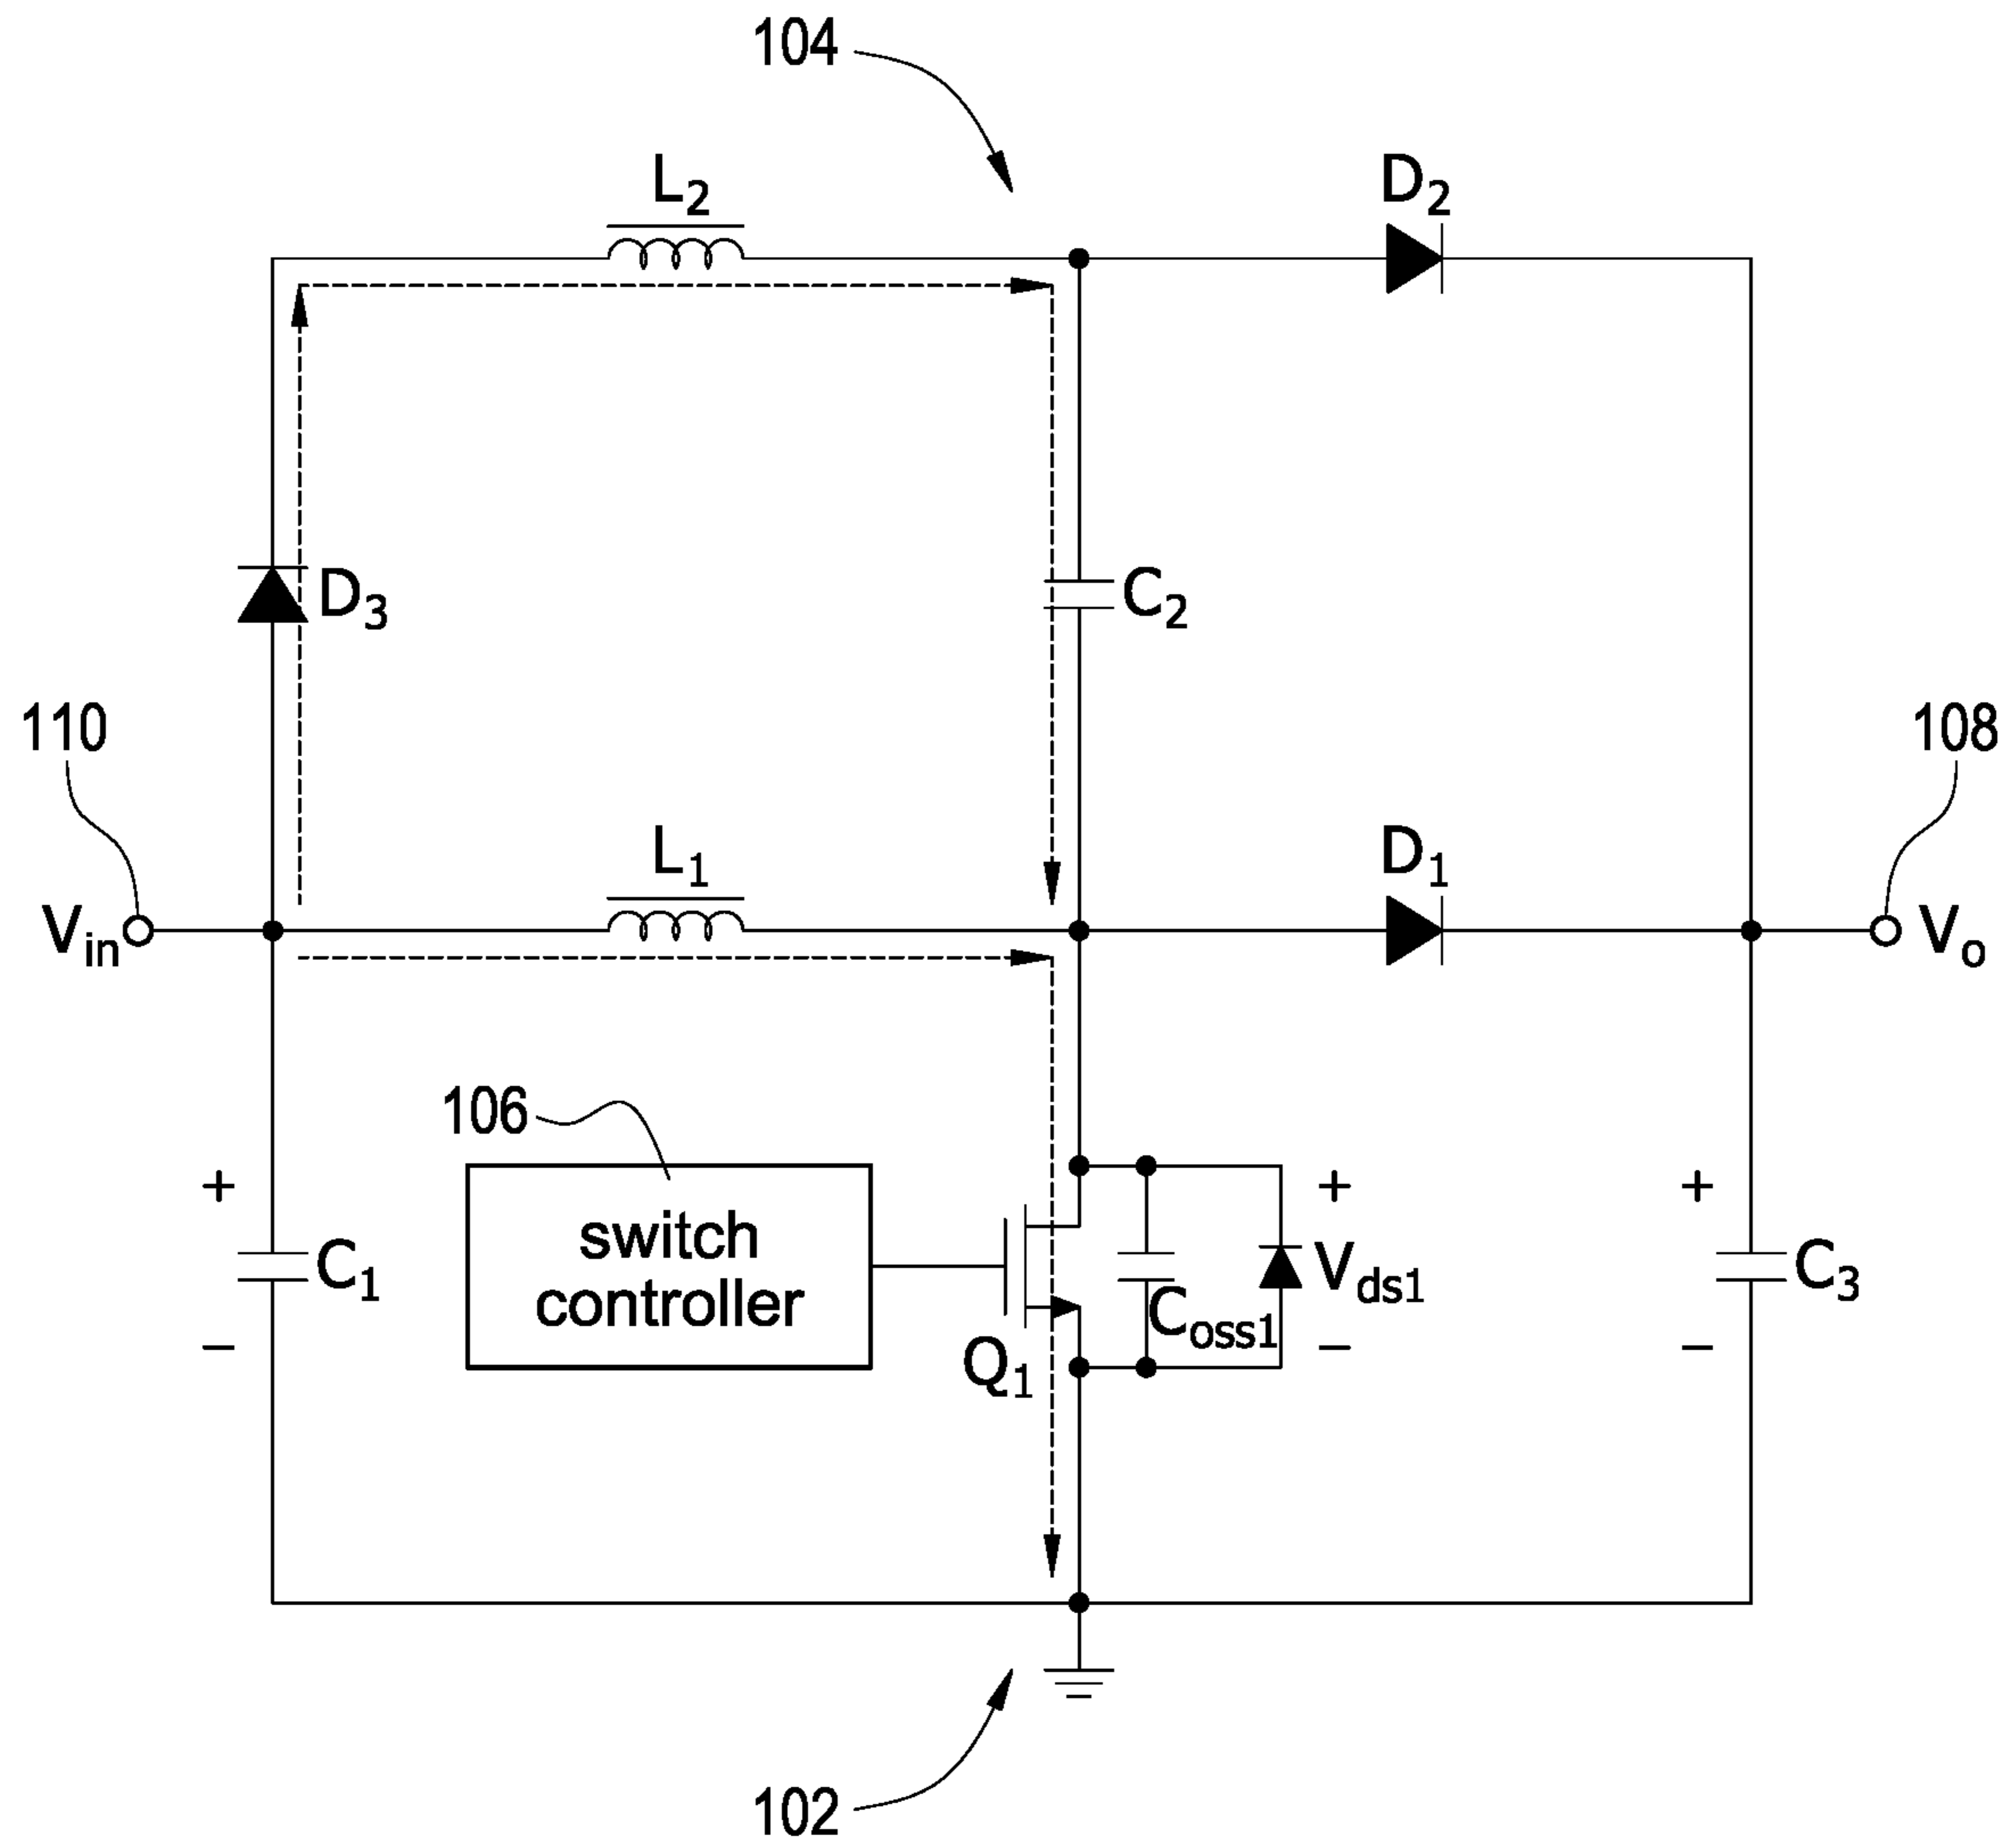 104
L2
D2
D3
C2
110
108
L1
D1
Vin
Vo
106
+
+
+
switch
controller
C1
Coss1
Vds1
C3
−
−
−
Q1
102